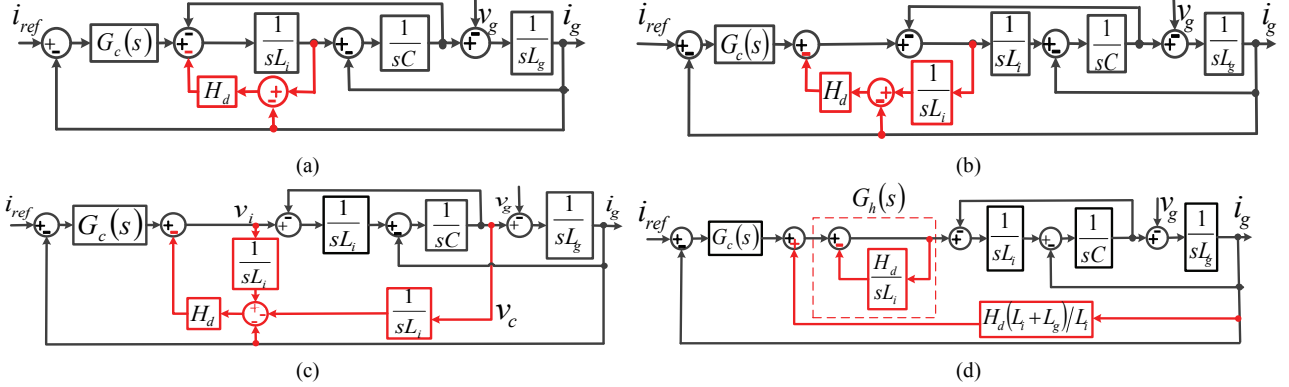 i_ref G_c(s) 1/sL_i 1/sC v_g 1/sL_g i_g
H_d
(a)
i_ref G_c(s) 1/sL_i 1/sC v_g 1/sL_g i_g
H_d 1/sL_i
(b)
i_ref G_c(s) v_i 1/sL_i 1/sC v_g 1/sL_g i_g
1/sL_i
H_d 1/sL_i v_c
(c)
G_h(s)
i_ref G_c(s) 1/sL_i 1/sC v_g 1/sL_g i_g
H_d/sL_i
H_d(L_i+L_g)/L_i
(d)